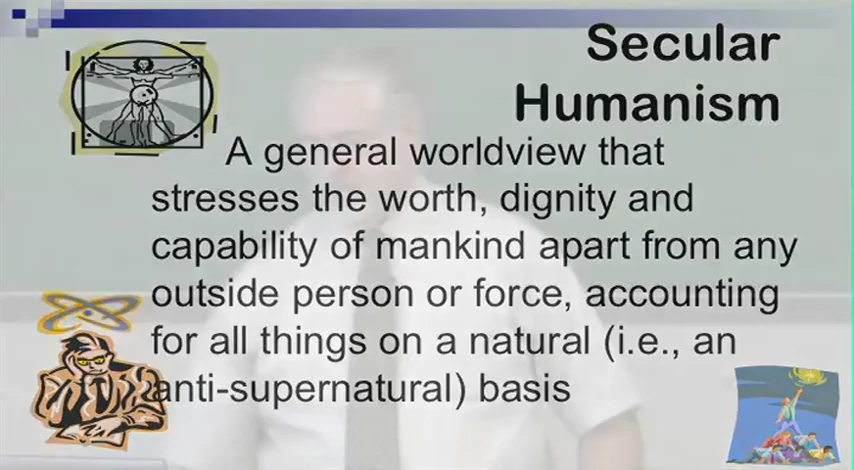 Secular
Humanism
A general worldview that
stresses the worth, dignity and
capability of mankind apart from any
outside person or force, accounting
for all things on a natural (i.e., an
anti-supernatural) basis